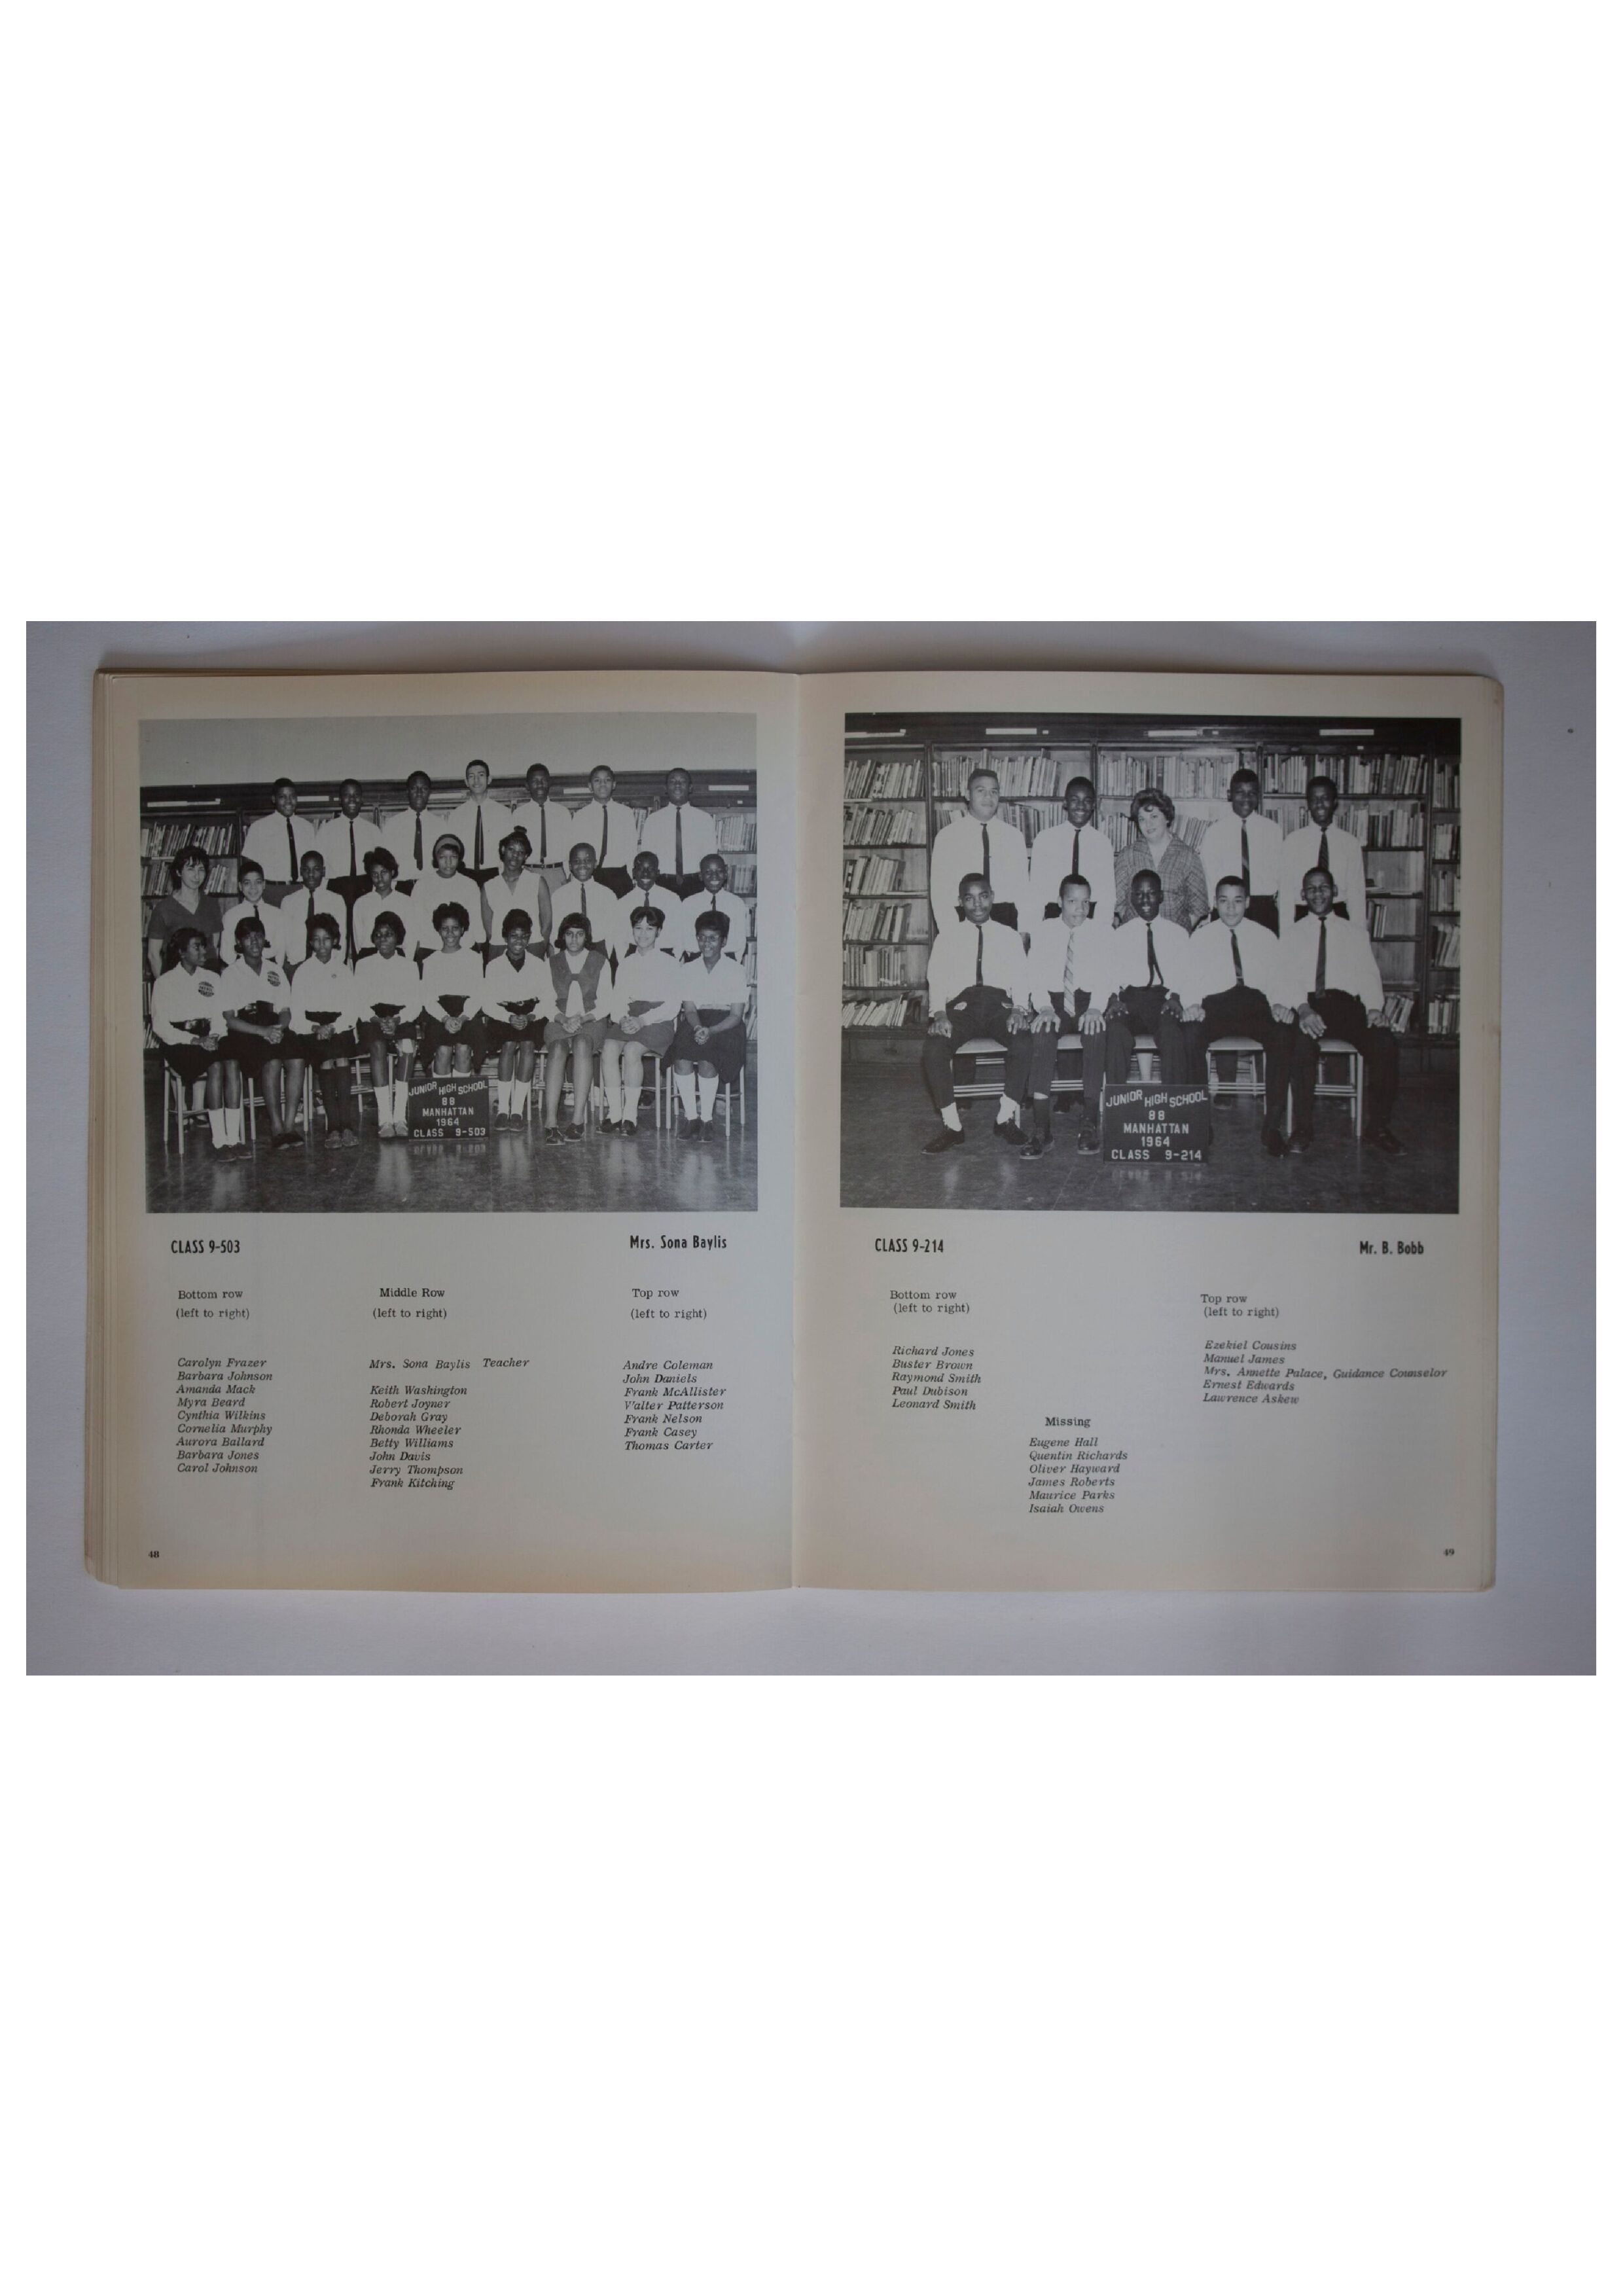 JUNIOR HIGH SCHOOL
88
MANHATTAN
1964
CLASS 9-503
CLASS 9-503
Mrs. Sona Baylis
Bottom row
(left to right)
Carolyn Frazer
Barbara Johnson
Amanda Mack
Myra Beard
Cynthia Wilkins
Cornelia Murphy
Aurora Ballard
Barbara Jones
Carol Johnson
Middle Row
(left to right)
Mrs. Sona Baylis Teacher
Keith Washington
Robert Joyner
Deborah Gray
Rhonda Wheeler
Betty Williams
John Davis
Jerry Thompson
Frank Kitching
Top row
(left to right)
Andre Coleman
John Daniels
Frank McAllister
Walter Patterson
Frank Nelson
Frank Casey
Thomas Carter
48
JUNIOR HIGH SCHOOL
88
MANHATTAN
1964
CLASS 9-214
CLASS 9-214
Mr. B. Bobb
Bottom row
(left to right)
Richard Jones
Buster Brown
Raymond Smith
Paul Dubison
Leonard Smith
Top row
(left to right)
Ezekiel Cousins
Manuel James
Mrs. Annette Palace, Guidance Counselor
Ernest Edwards
Lawrence Askew
Missing
Eugene Hall
Quentin Richards
Oliver Hayward
James Roberts
Maurice Parks
Isaiah Owens
49